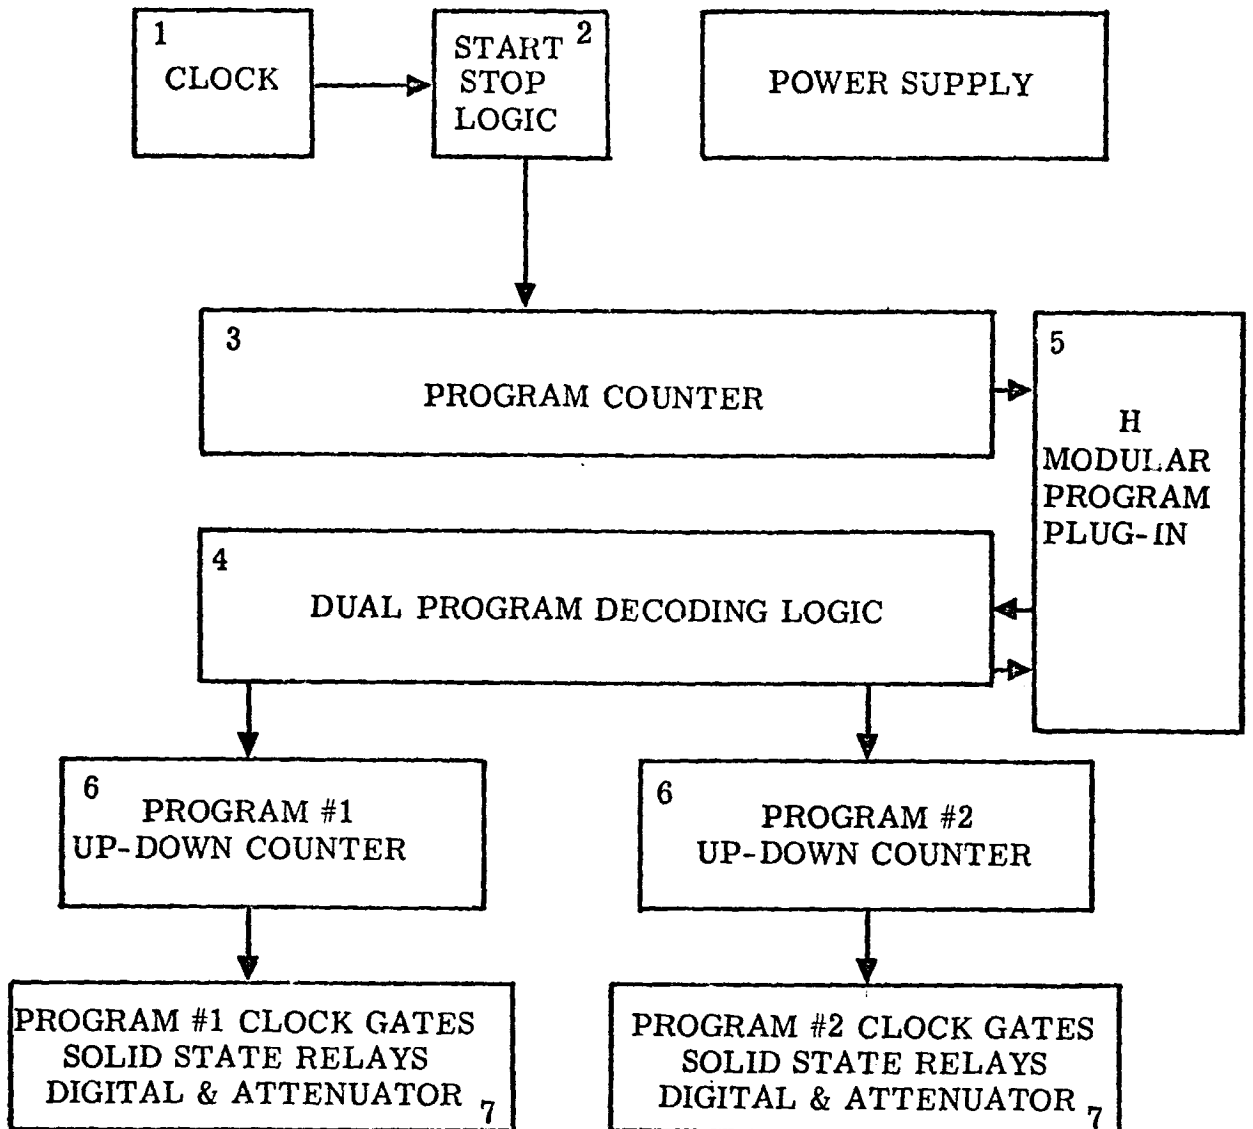 1
CLOCK
2
START
STOP
LOGIC
POWER SUPPLY
3
PROGRAM COUNTER
5
H
MODULAR
PROGRAM
PLUG-IN
4
DUAL PROGRAM DECODING LOGIC
6
PROGRAM #1
UP-DOWN COUNTER
6
PROGRAM #2
UP-DOWN COUNTER
PROGRAM #1 CLOCK GATES
SOLID STATE RELAYS
DIGITAL & ATTENUATOR
7
PROGRAM #2 CLOCK GATES
SOLID STATE RELAYS
DIGITAL & ATTENUATOR
7